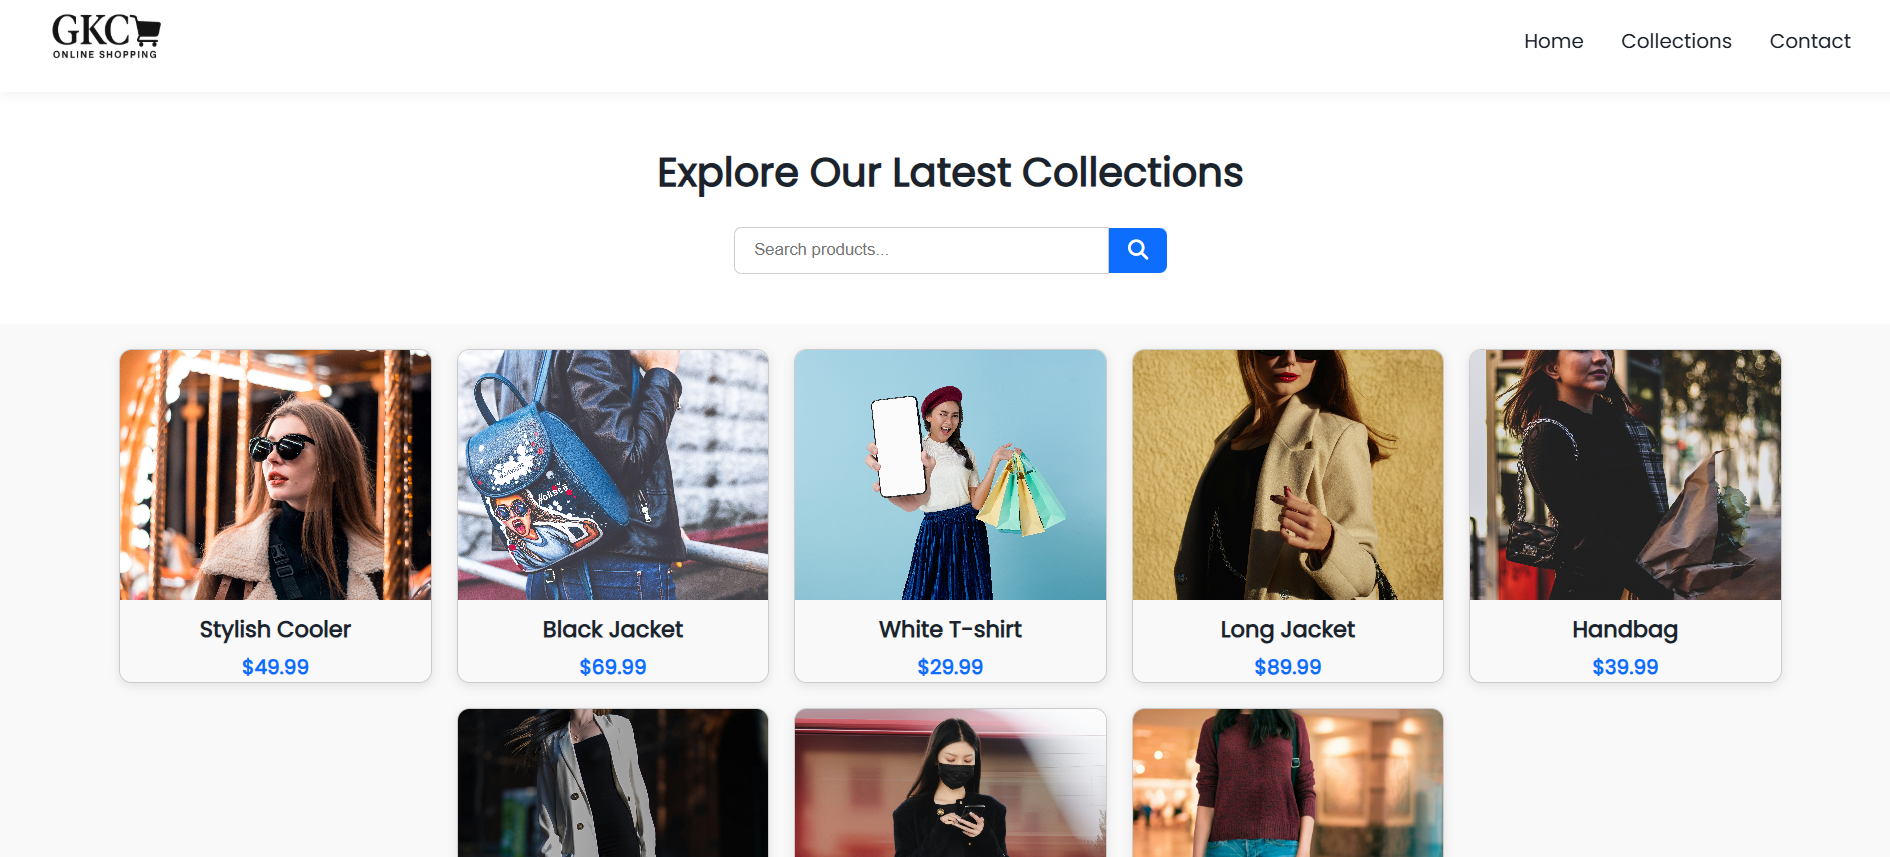 GKC
ONLINE SHOPPING
Home
Collections
Contact
Explore Our Latest Collections
Search products...
Stylish Cooler
$49.99
Black Jacket
$69.99
White T-shirt
$29.99
Long Jacket
$89.99
Handbag
$39.99